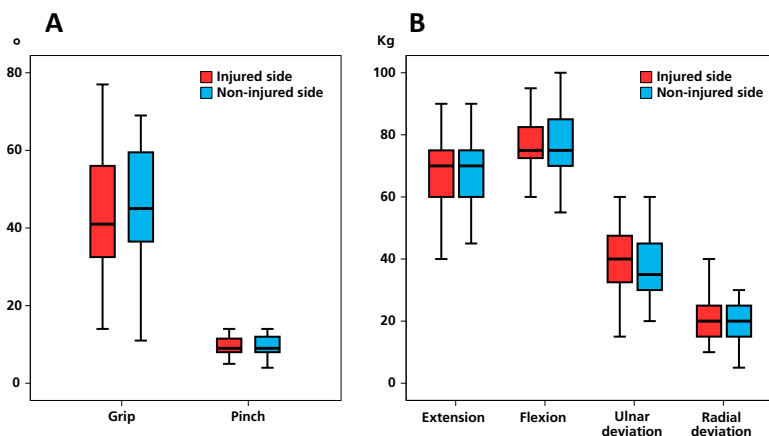 A
°
80
60
40
20
0
Injured side
Non-injured side
Grip
Pinch
B
Kg
100
80
60
40
20
0
Injured side
Non-injured side
Extension
Flexion
Ulnar
deviation
Radial
deviation